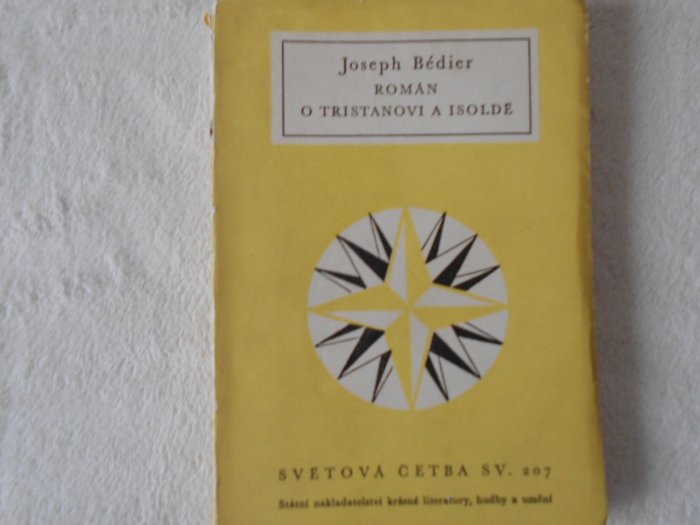 Joseph Bédier
ROMÁN
O TRISTANOVI A ISOLDĚ
SVĚTOVÁ ČETBA SV. 207
Státní nakladatelství krásné literatury, hudby a umění